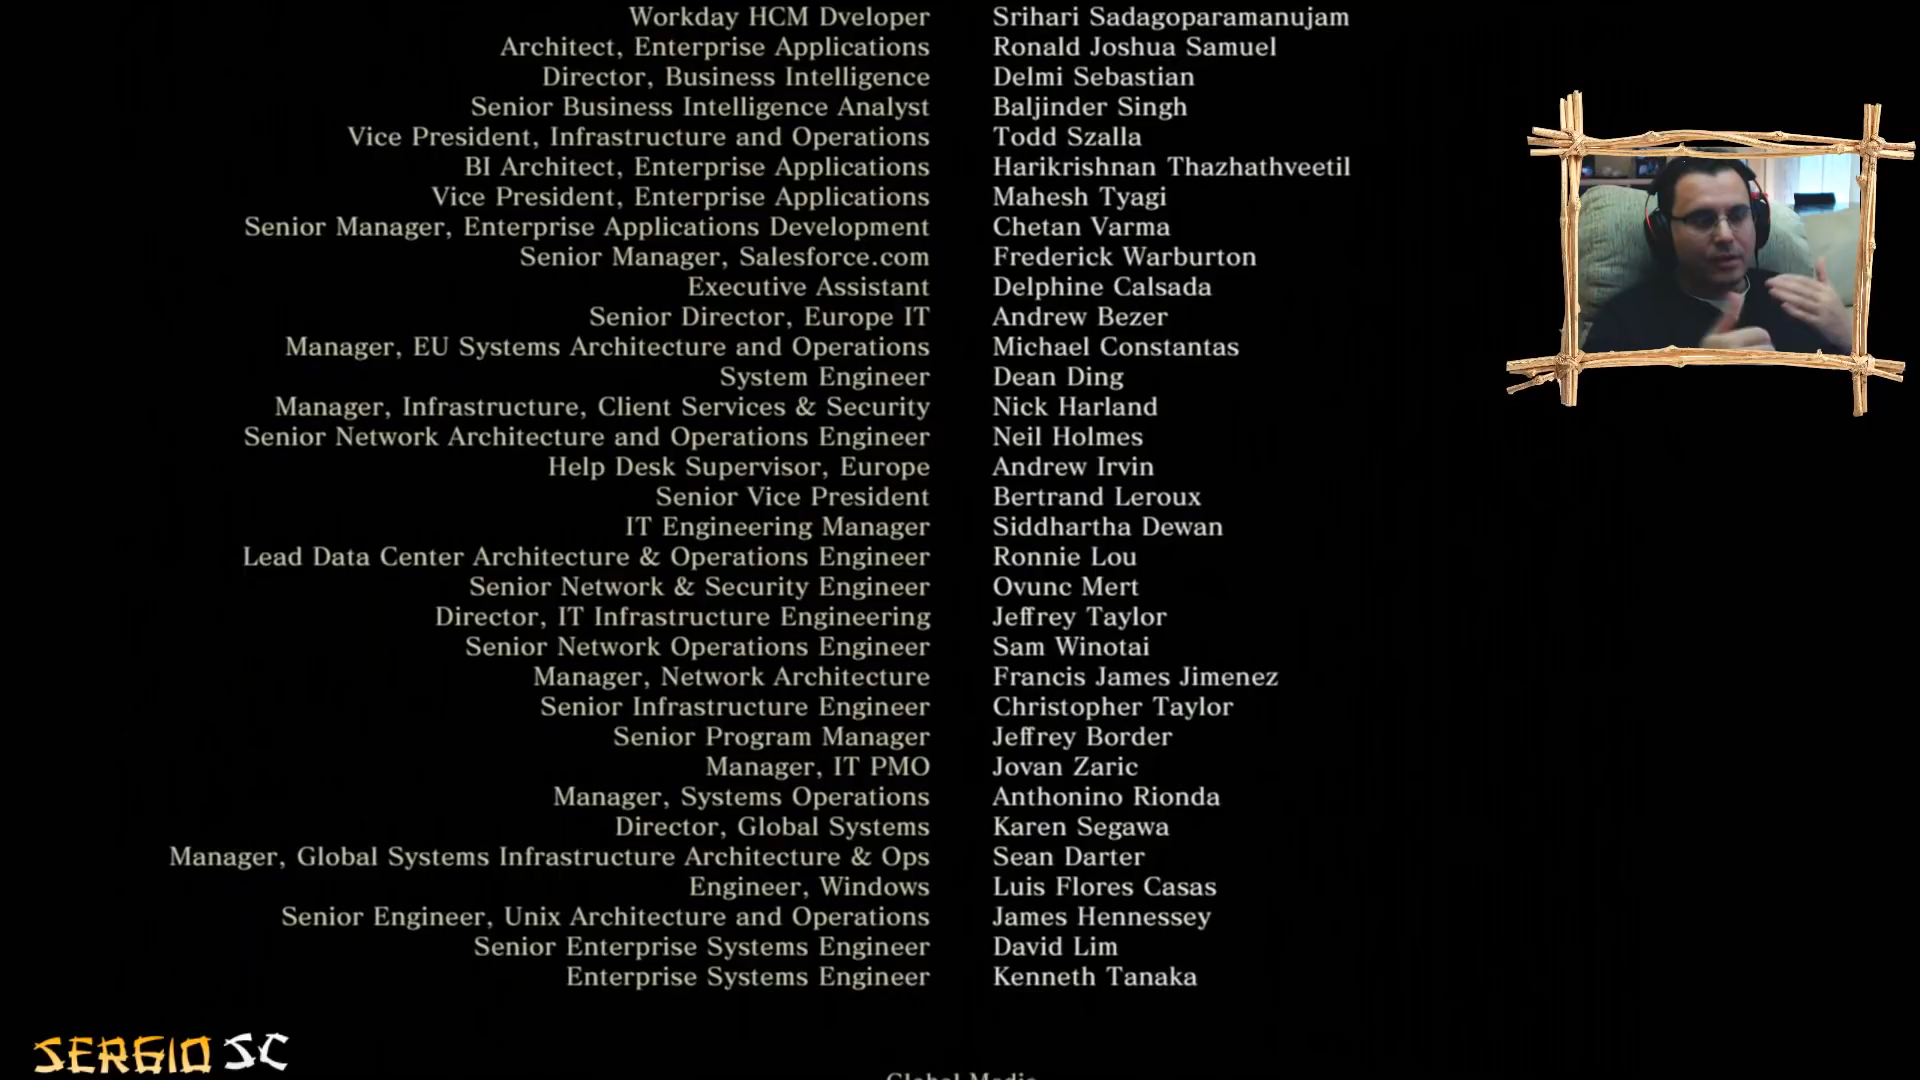 Workday HCM Dveloper Srihari Sadagoparamanujam
Architect, Enterprise Applications Ronald Joshua Samuel
Director, Business Intelligence Delmi Sebastian
Senior Business Intelligence Analyst Baljinder Singh
Vice President, Infrastructure and Operations Todd Szalla
BI Architect, Enterprise Applications Harikrishnan Thazhathveetil
Vice President, Enterprise Applications Mahesh Tyagi
Senior Manager, Enterprise Applications Development Chetan Varma
Senior Manager, Salesforce.com Frederick Warburton
Executive Assistant Delphine Calsada
Senior Director, Europe IT Andrew Bezer
Manager, EU Systems Architecture and Operations Michael Constantas
System Engineer Dean Ding
Manager, Infrastructure, Client Services & Security Nick Harland
Senior Network Architecture and Operations Engineer Neil Holmes
Help Desk Supervisor, Europe Andrew Irvin
Senior Vice President Bertrand Leroux
IT Engineering Manager Siddhartha Dewan
Lead Data Center Architecture & Operations Engineer Ronnie Lou
Senior Network & Security Engineer Ovunc Mert
Director, IT Infrastructure Engineering Jeffrey Taylor
Senior Network Operations Engineer Sam Winotai
Manager, Network Architecture Francis James Jimenez
Senior Infrastructure Engineer Christopher Taylor
Senior Program Manager Jeffrey Border
Manager, IT PMO Jovan Zaric
Manager, Systems Operations Anthonino Rionda
Director, Global Systems Karen Segawa
Manager, Global Systems Infrastructure Architecture & Ops Sean Darter
Engineer, Windows Luis Flores Casas
Senior Engineer, Unix Architecture and Operations James Hennessey
Senior Enterprise Systems Engineer David Lim
Enterprise Systems Engineer Kenneth Tanaka
SERGIO SC
Global Media